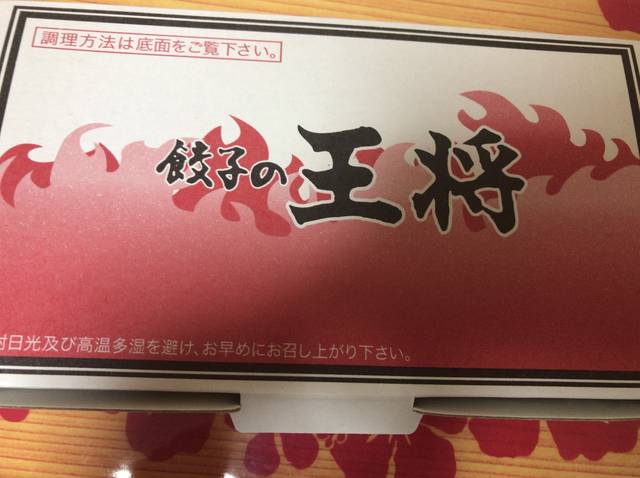 調理方法は底面をご覧下さい。
餃子の王将
射日光及び高温多湿を避け、お早めにお召し上がり下さい。